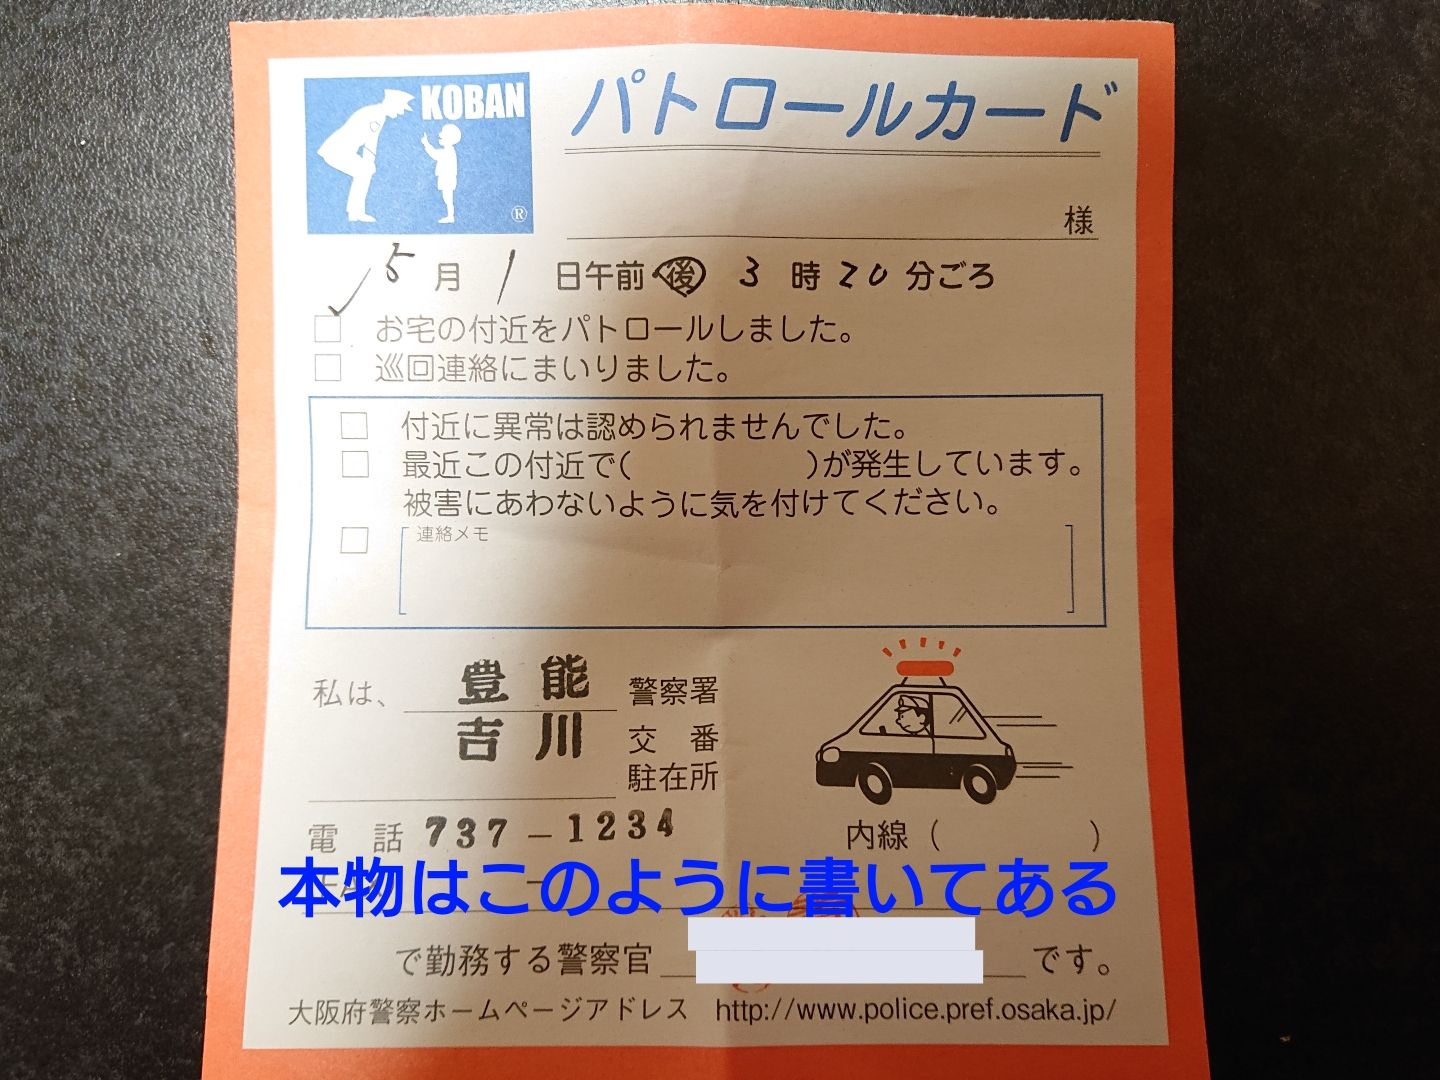 KOBAN
®
パトロールカード
様
5月1日午前後3時20分ごろ
✓□ お宅の付近をパトロールしました。
□ 巡回連絡にまいりました。
□ 付近に異常は認められませんでした。
□ 最近この付近で( )が発生しています。
被害にあわないように気を付けてください。
□ 連絡メモ
私は、豊能警察署
吉川 交番
駐在所
電話 737-1234 内線( )
本物はこのように書いてある
で勤務する警察官 です。
大阪府警察ホームページアドレス http://www.police.pref.osaka.jp/